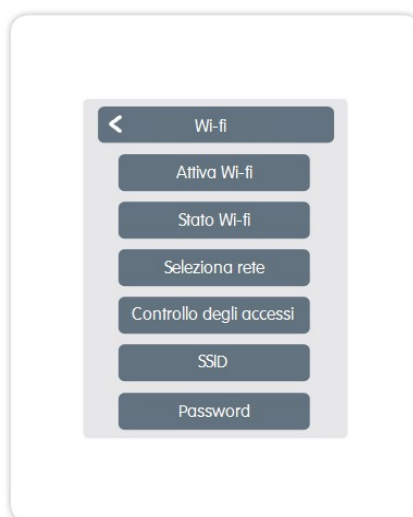 Wi-fi
Attiva Wi-fi
Stato Wi-fi
Seleziona rete
Controllo degli accessi
SSID
Password